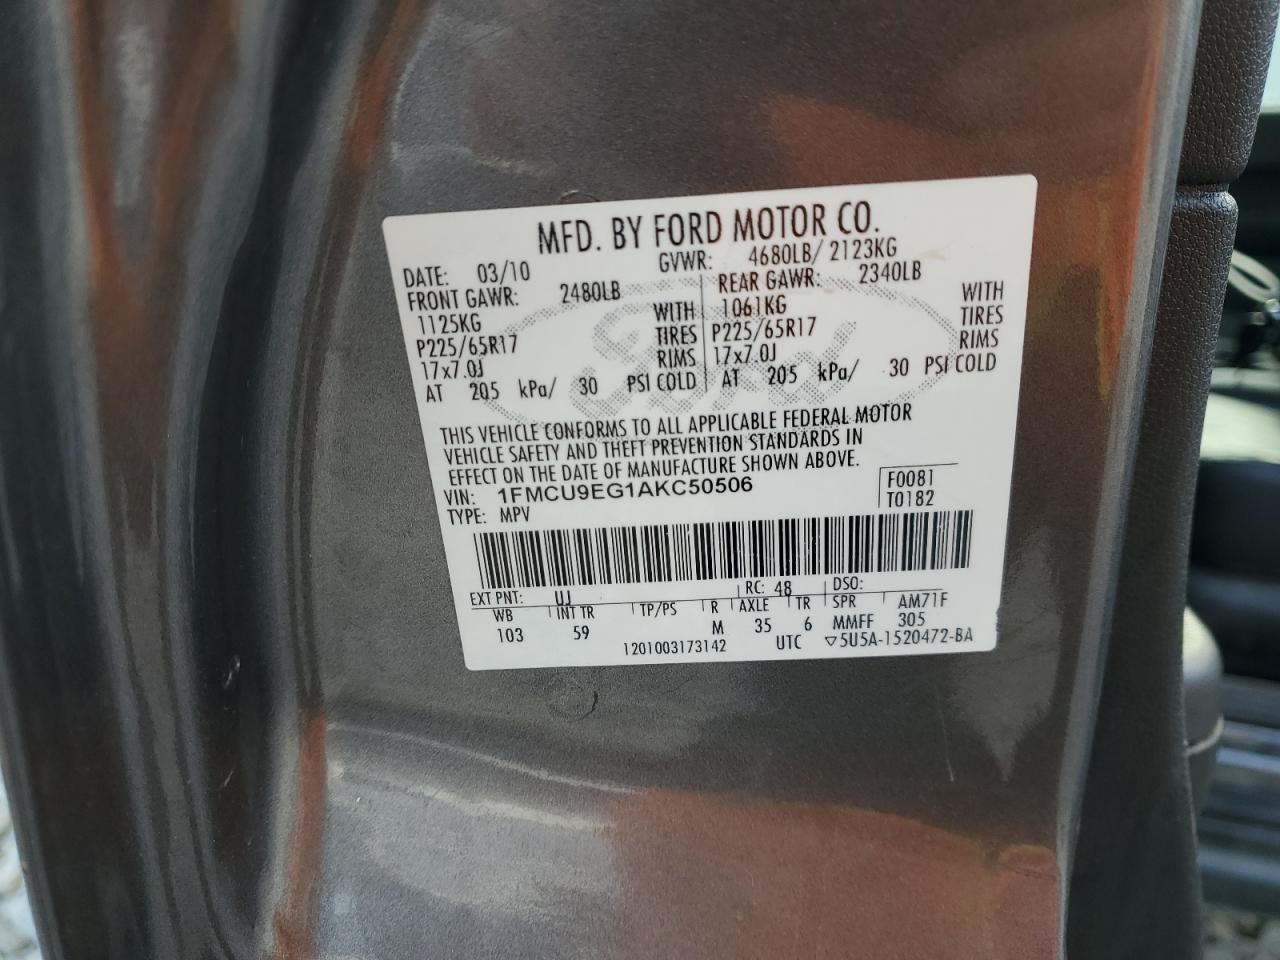 MFD. BY FORD MOTOR CO.
DATE: 03/10 GVWR: 4680LB/ 2123KG
FRONT GAWR: 2480LB REAR GAWR: 2340LB
1125KG WITH 1061KG WITH
P225/65R17 TIRES P225/65R17 TIRES
17x7.0J RIMS 17x7.0J RIMS
AT 205 kPa/ 30 PSI COLD AT 205 kPa/ 30 PSI COLD
Ford
THIS VEHICLE CONFORMS TO ALL APPLICABLE FEDERAL MOTOR
VEHICLE SAFETY AND THEFT PREVENTION STANDARDS IN
EFFECT ON THE DATE OF MANUFACTURE SHOWN ABOVE.
VIN: 1FMCU9EG1AKC50506 F0081
TYPE: MPV T0182
EXT PNT: UJ RC: 48 DSO:
WB INT TR TP/PS R AXLE TR SPR AM71F
103 59 M 35 6 MMFF 305
1201003173142 UTC ▽5U5A-1520472-BA